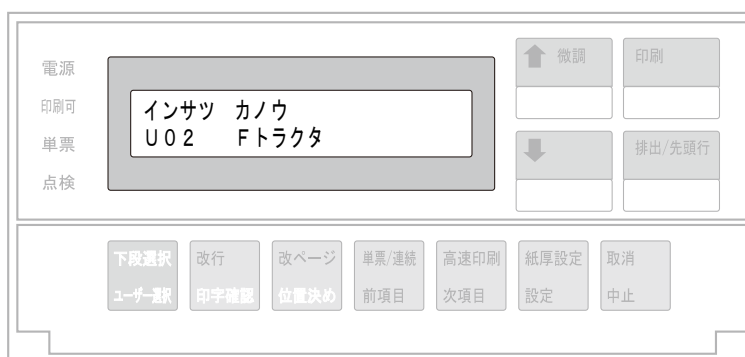 電源
印刷可
単票
点検
インサツ カノウ
U02 Fトラクタ
微調
印刷
排出/先頭行
下段選択
ユーザー選択
改行
印字確認
改ページ
位置決め
単票/連続
前項目
高速印刷
次項目
紙厚設定
設定
取消
中止